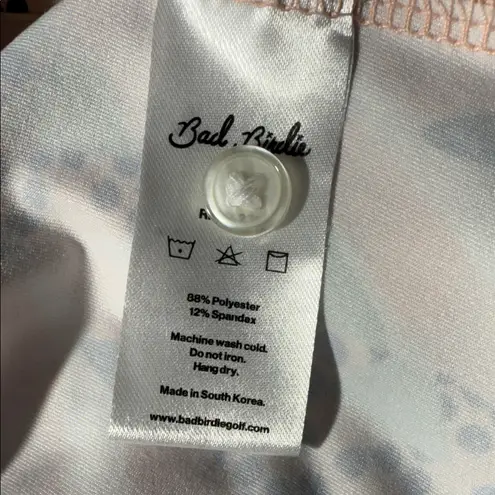 Bad Birdie
88% Polyester
12% Spandex
Machine wash cold.
Do not iron.
Hang dry.
Made in South Korea.
www.badbirdiegolf.com